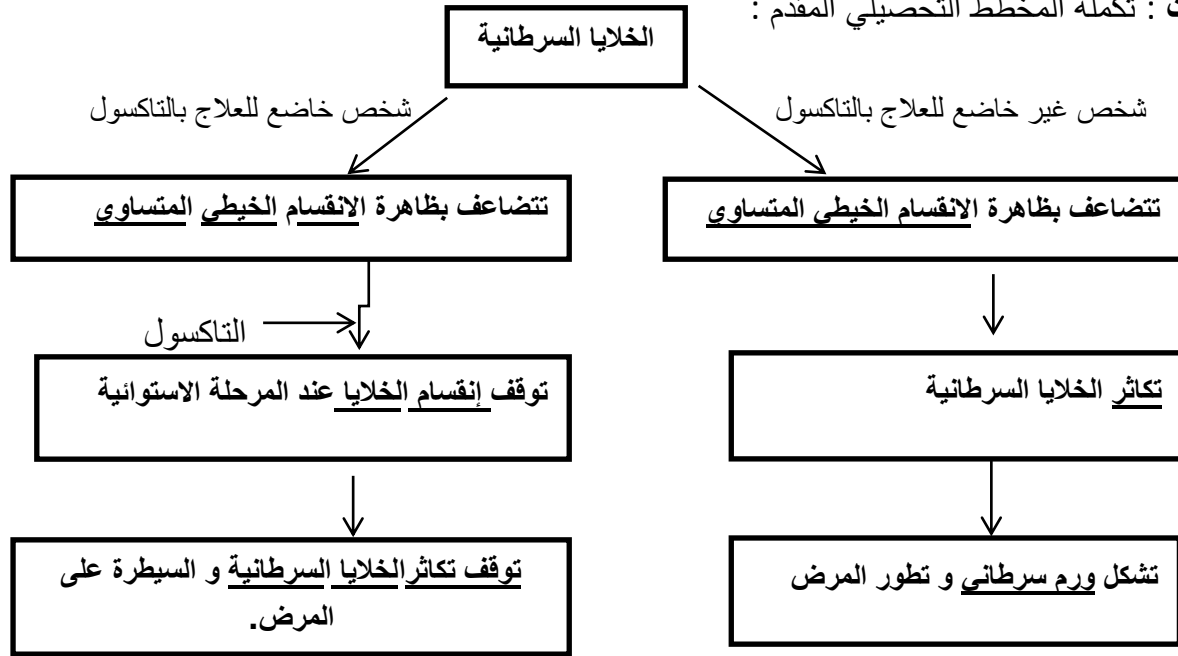 : تكملة المخطط التحصيلي المقدم :
الخلايا السرطانية
شخص غير خاضع للعلاج بالتاكسول
شخص خاضع للعلاج بالتاكسول
تتضاعف بظاهرة الانقسام الخيطي المتساوي
تتضاعف بظاهرة الانقسام الخيطي المتساوي
التاكسول
تكاثر الخلايا السرطانية
توقف إنقسام الخلايا عند المرحلة الاستوائية
تشكل ورم سرطاني و تطور المرض
توقف تكاثرالخلايا السرطانية و السيطرة على
المرض.